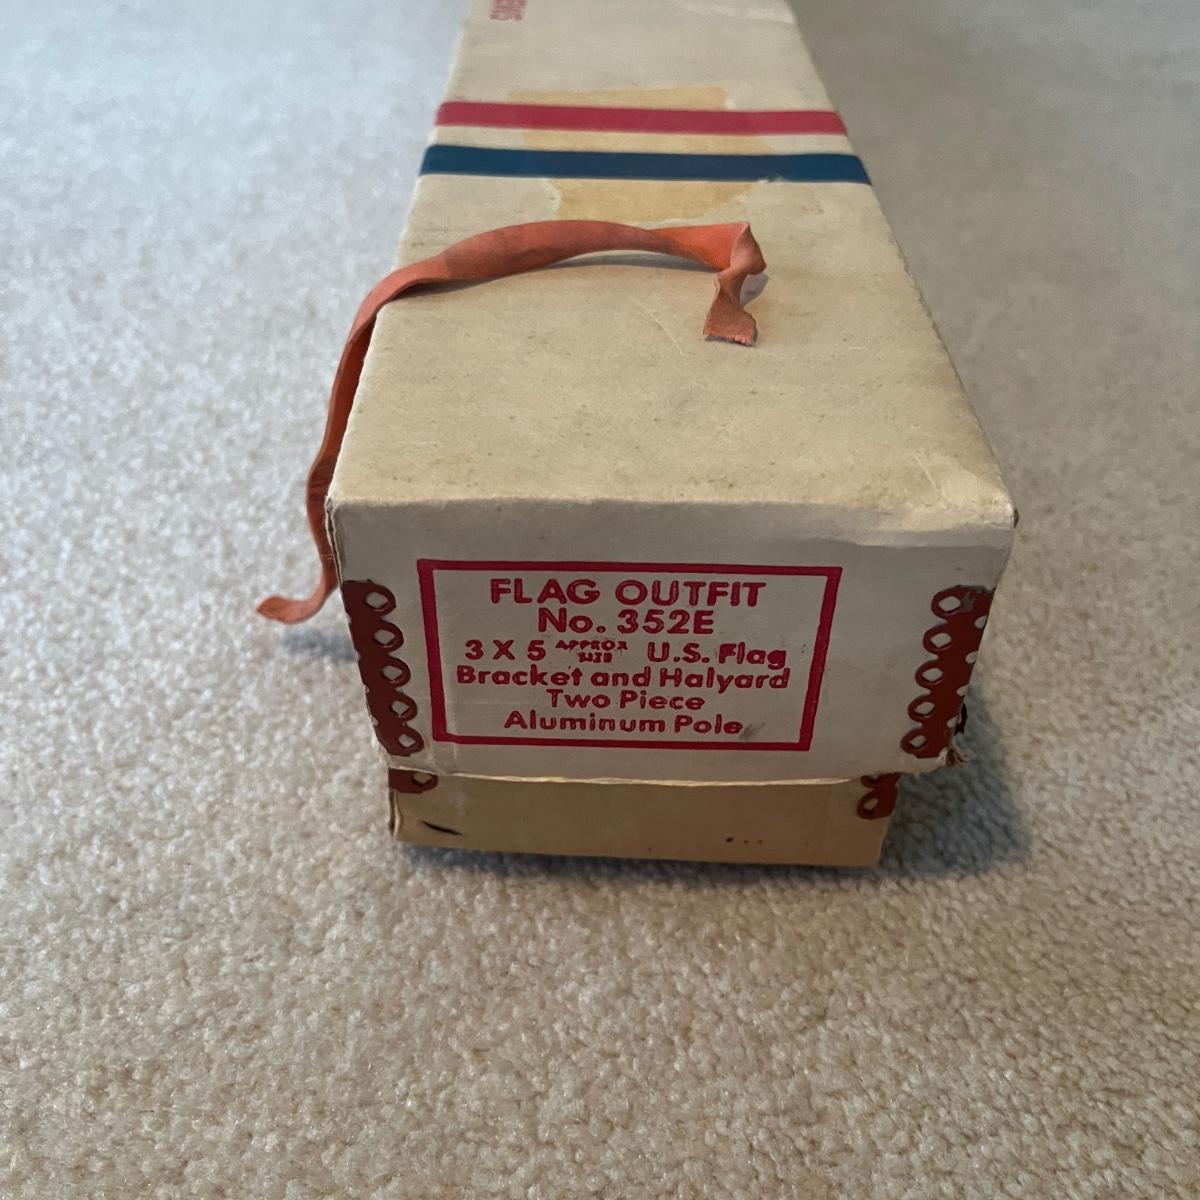 FLAG OUTFIT
No. 352E
3 X 5 APPROX SIZE U.S. Flag
Bracket and Halyard
Two Piece
Aluminum Pole